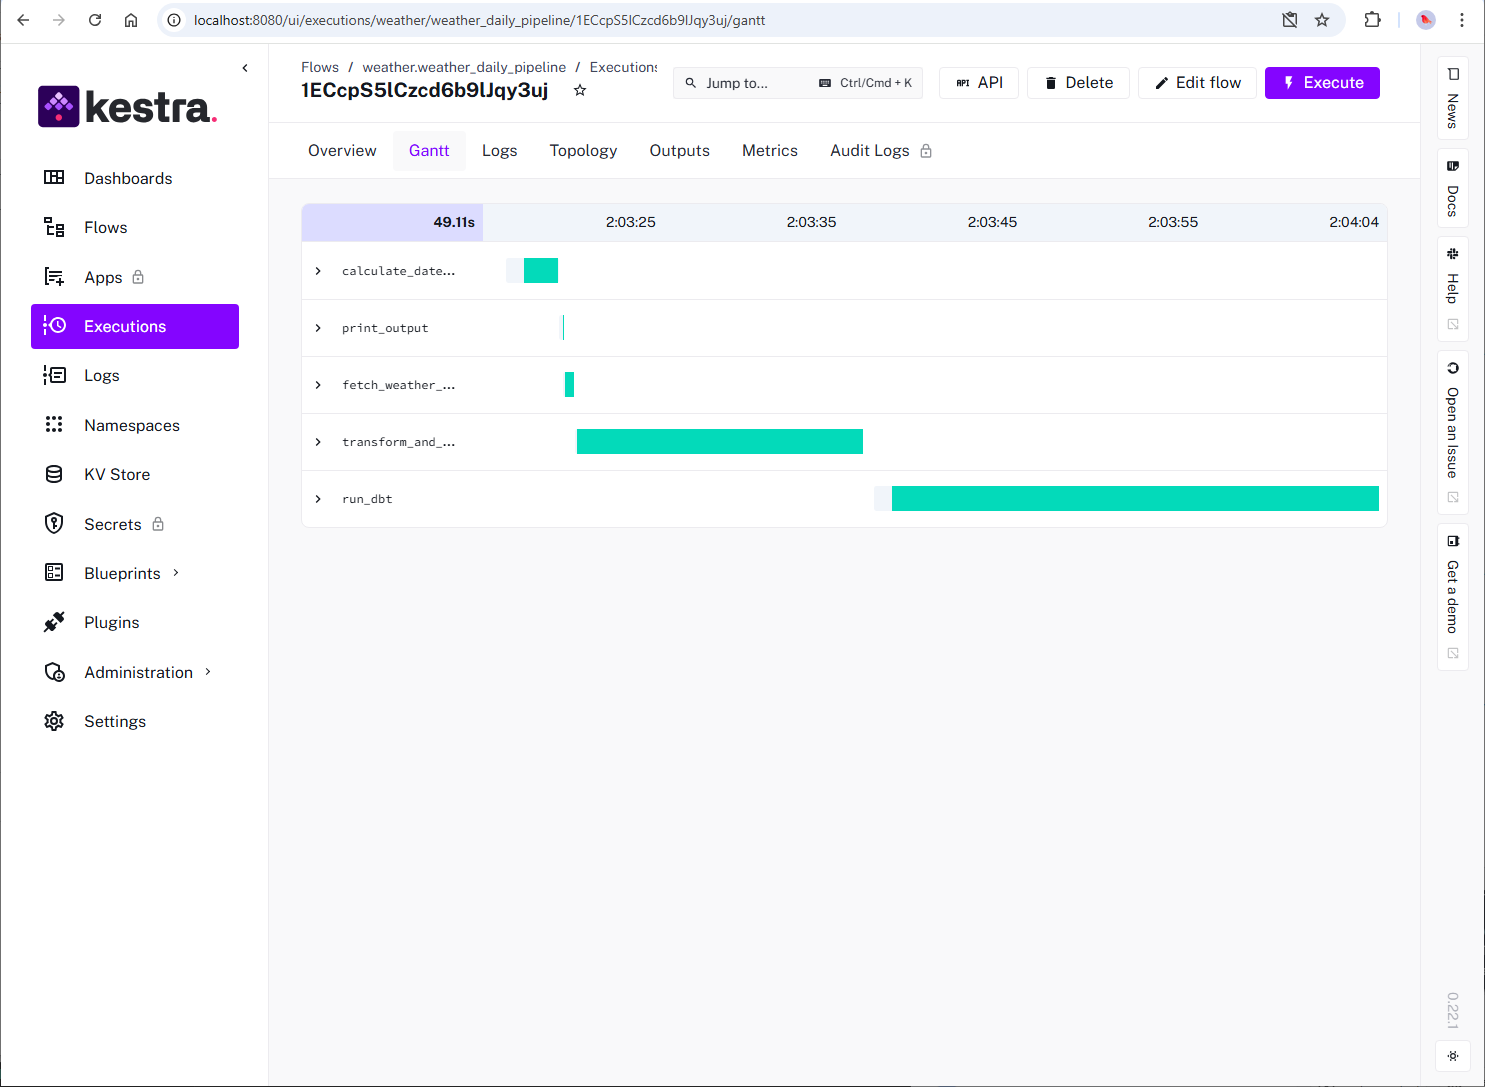 localhost:8080/ui/executions/weather/weather_daily_pipeline/1ECcpS5lCzcd6b9lJqy3uj/gantt
kestra.
Dashboards
Flows
Apps
Executions
Logs
Namespaces
KV Store
Secrets
Blueprints
Plugins
Administration
Settings
Flows / weather.weather_daily_pipeline / Executions
1ECcpS5lCzcd6b9lJqy3uj
Jump to... Ctrl/Cmd + K
API API
Delete
Edit flow
Execute
Overview Gantt Logs Topology Outputs Metrics Audit Logs
49.11s 2:03:25 2:03:35 2:03:45 2:03:55 2:04:04
calculate_date...
print_output
fetch_weather_...
transform_and_...
run_dbt
News
Docs
Help
Open an Issue
Get a demo
0.22.1